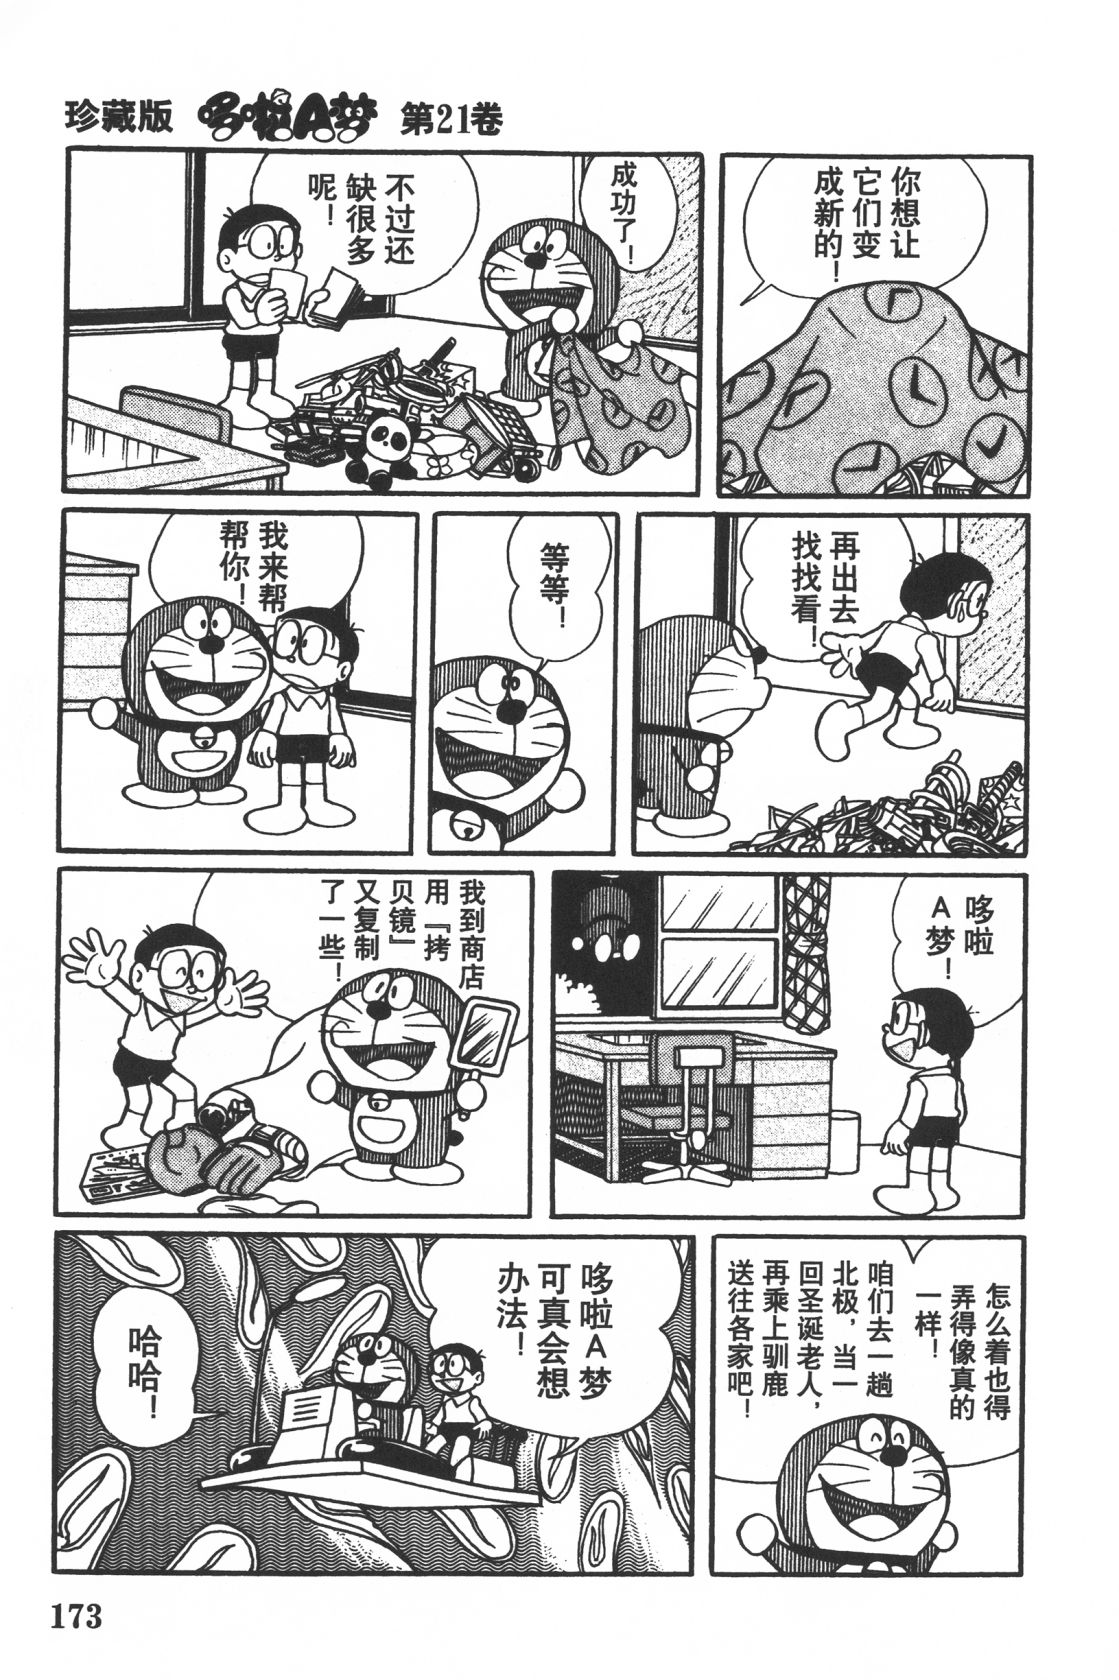 珍藏版 哆啦A梦 第21卷
你想让
它们变
成新的！
成功了！
不过还
缺很多
呢！
再出去
找找看！
等等！
我来帮
帮你！
哆啦
A梦！
我到商店
用『拷
贝镜』
又复制
了一些！
怎么着也得
弄得像真的
一样！
咱们去一趟
北极，当一
回圣诞老人，
再乘上驯鹿
送往各家吧！
哆啦A梦
可真会想
办法！
哈哈！
173